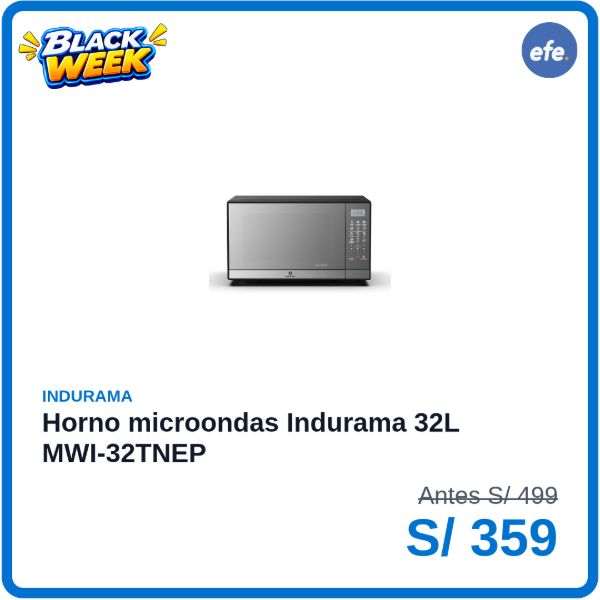 BLACK
WEEK
efe.
INDURAMA
Horno microondas Indurama 32L
MWI-32TNEP
Antes S/ 499
S/ 359